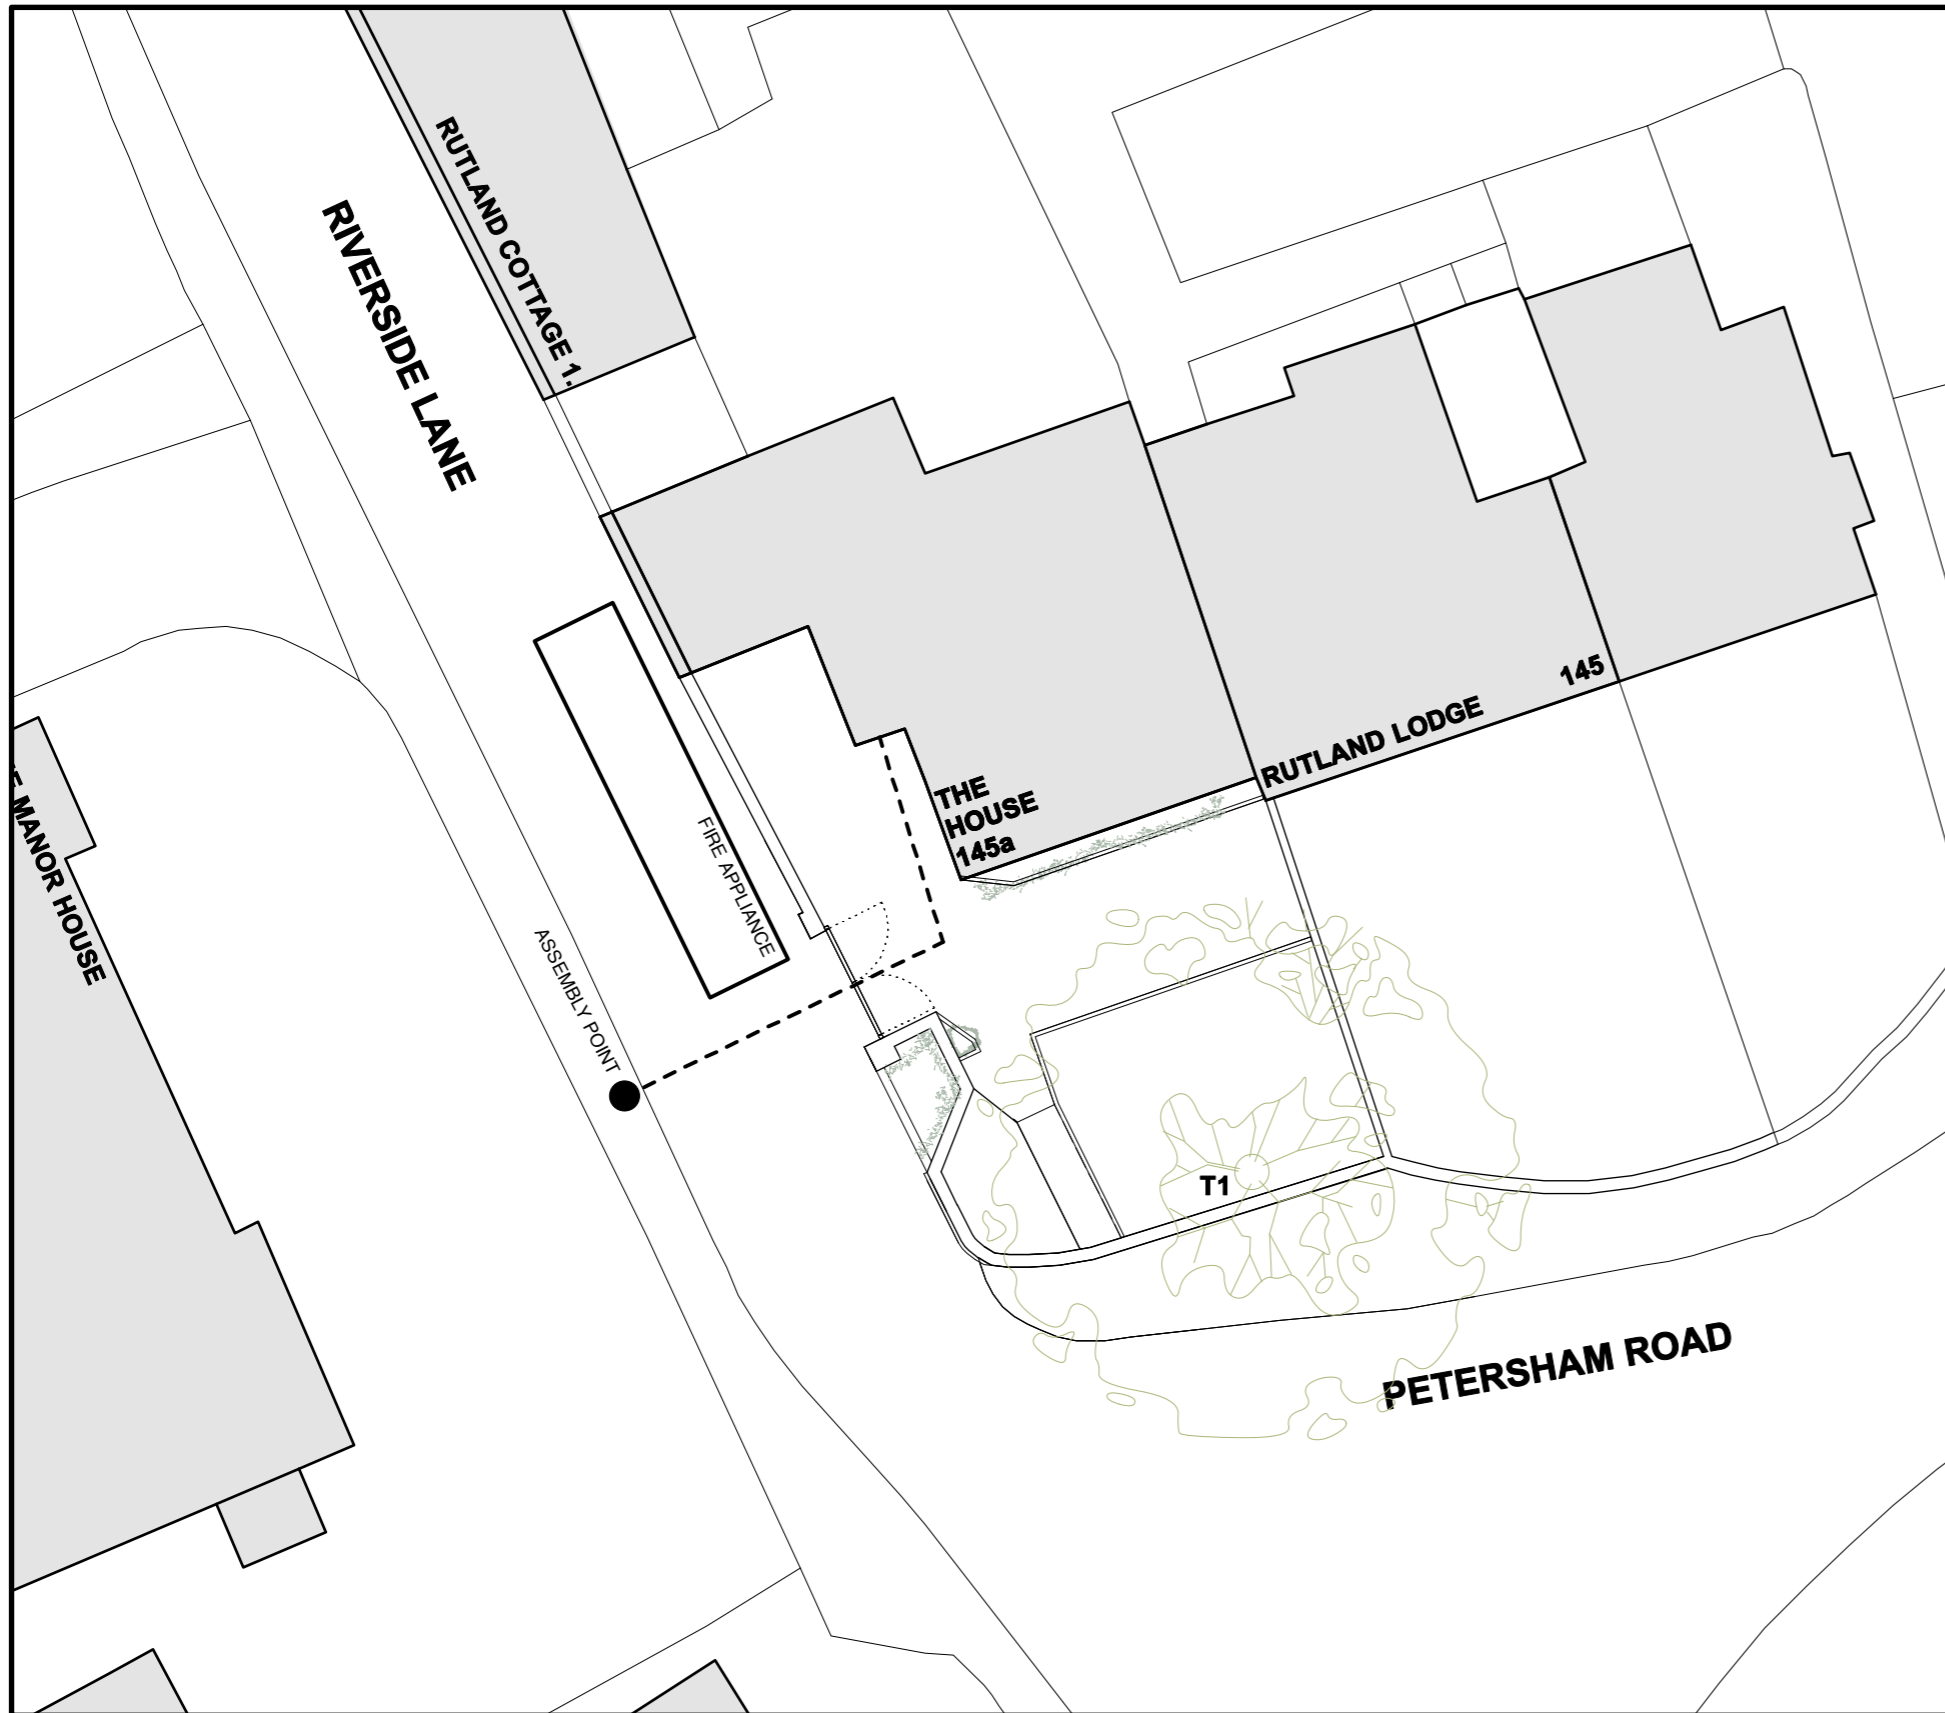 RUTLAND COTTAGE 1.
RIVERSIDE LANE
145
RUTLAND LODGE
THE
HOUSE
145a
FIRE APPLIANCE
MANOR HOUSE
ASSEMBLY POINT
T1
PETERSHAM ROAD